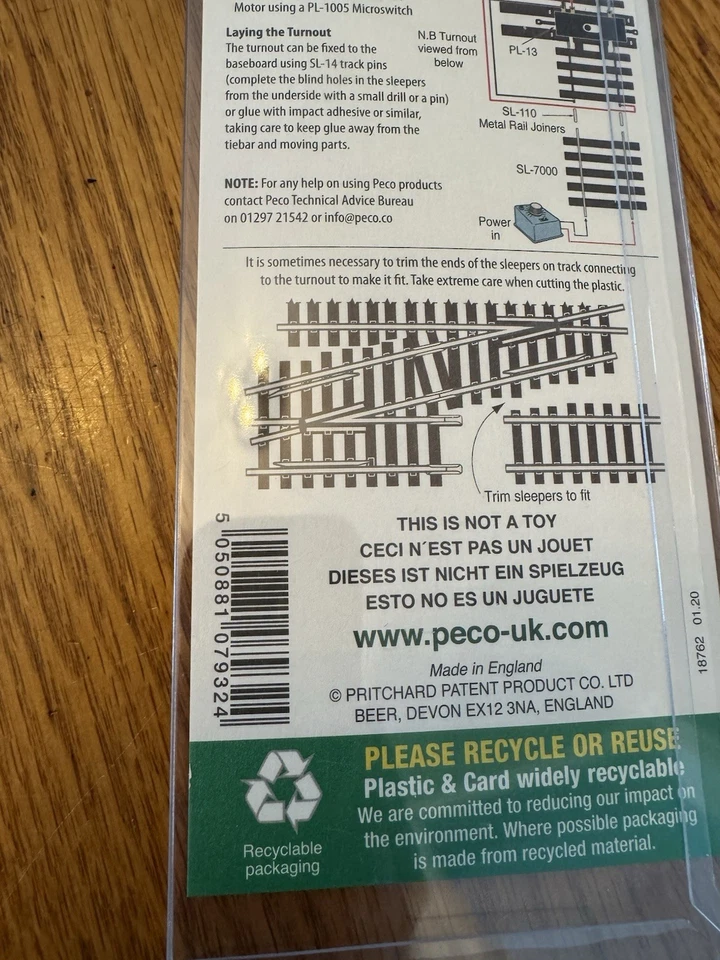 Motor using a PL-1005 Microswitch
Laying the Turnout
The turnout can be fixed to the
baseboard using SL-14 track pins
(complete the blind holes in the sleepers
from the underside with a small drill or a pin)
or glue with impact adhesive or similar,
taking care to keep glue away from the
tiebar and moving parts.
NOTE: For any help on using Peco products
contact Peco Technical Advice Bureau
on 01297 21542 or info@peco.co
N.B Turnout
viewed from
below
PL-13
SL-110
Metal Rail Joiners
SL-7000
Power
in
It is sometimes necessary to trim the ends of the sleepers on track connecting
to the turnout to make it fit. Take extreme care when cutting the plastic.
Trim sleepers to fit
THIS IS NOT A TOY
CECI N´EST PAS UN JOUET
DIESES IST NICHT EIN SPIELZEUG
ESTO NO ES UN JUGUETE
www.peco-uk.com
Made in England
© PRITCHARD PATENT PRODUCT CO. LTD
BEER, DEVON EX12 3NA, ENGLAND
5 050881 079324
18762 01.20
PLEASE RECYCLE OR REUSE
Plastic & Card widely recyclable
We are committed to reducing our impact on
the environment. Where possible packaging
is made from recycled material.
Recyclable
packaging